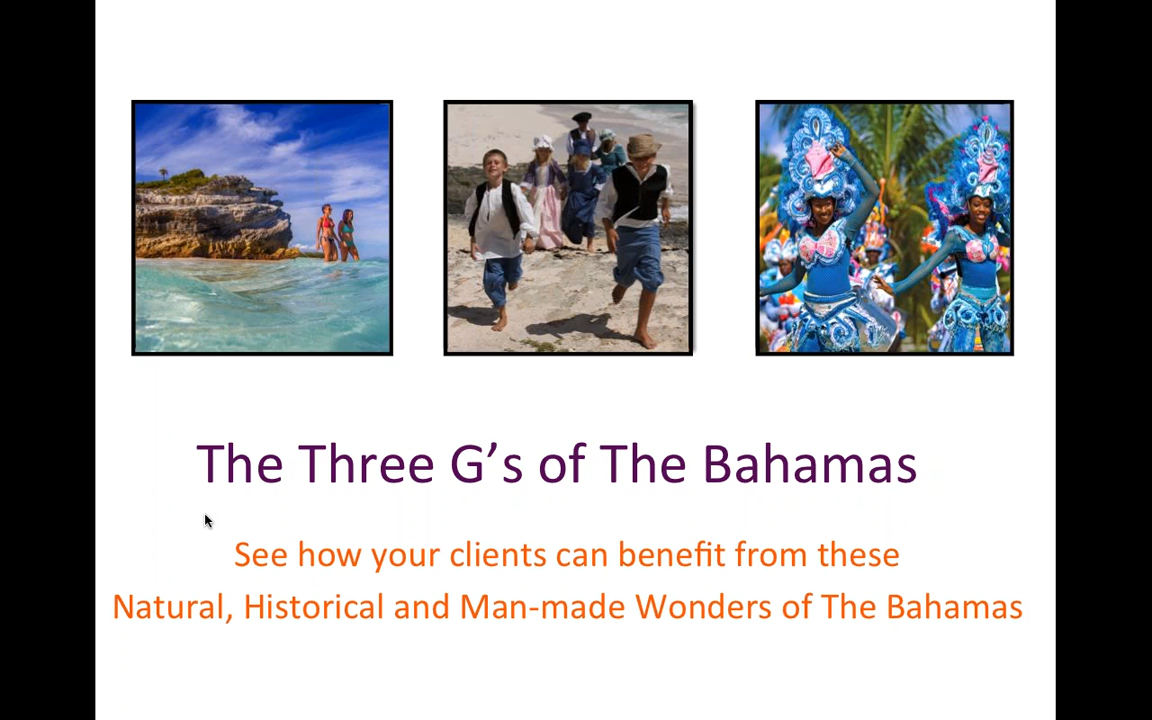 The Three G’s of The Bahamas
See how your clients can benefit from these
Natural, Historical and Man-made Wonders of The Bahamas